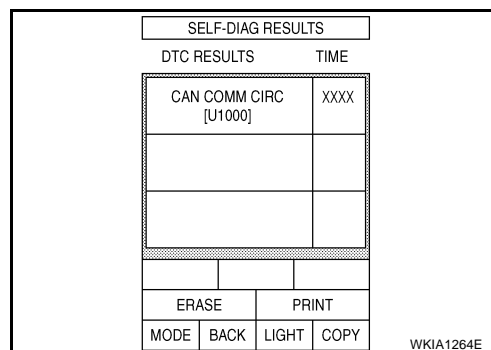 SELF-DIAG RESULTS
DTC RESULTS TIME
CAN COMM CIRC XXXX
[U1000]
ERASE PRINT
MODE BACK LIGHT COPY
WKIA1264E